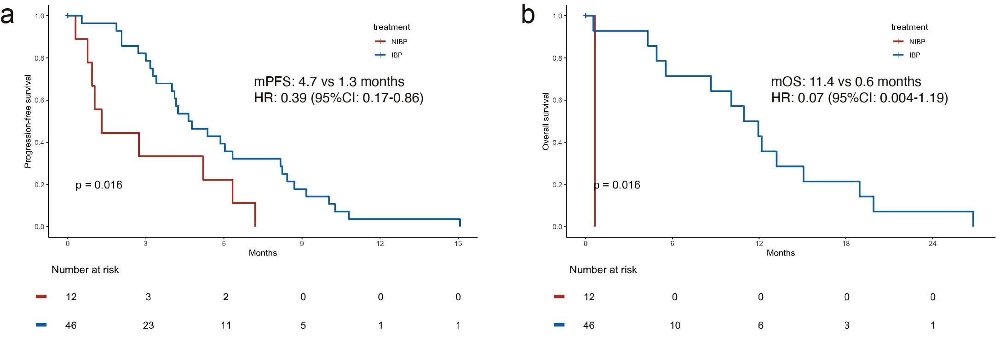 a
1.0
0.8
0.6
0.4
0.2
0.0
Progression-free survival
treatment
NIBP
IBP
mPFS: 4.7 vs 1.3 months
HR: 0.39 (95%CI: 0.17-0.86)
p = 0.016
0 3 6 9 12 15
Months
Number at risk
12 3 2 0 0 0
46 23 11 5 1 1
b
1.0
0.8
0.6
0.4
0.2
0.0
Overall survival
treatment
NIBP
IBP
mOS: 11.4 vs 0.6 months
HR: 0.07 (95%CI: 0.004-1.19)
p = 0.016
0 6 12 18 24
Months
Number at risk
12 0 0 0 0
46 10 6 3 1